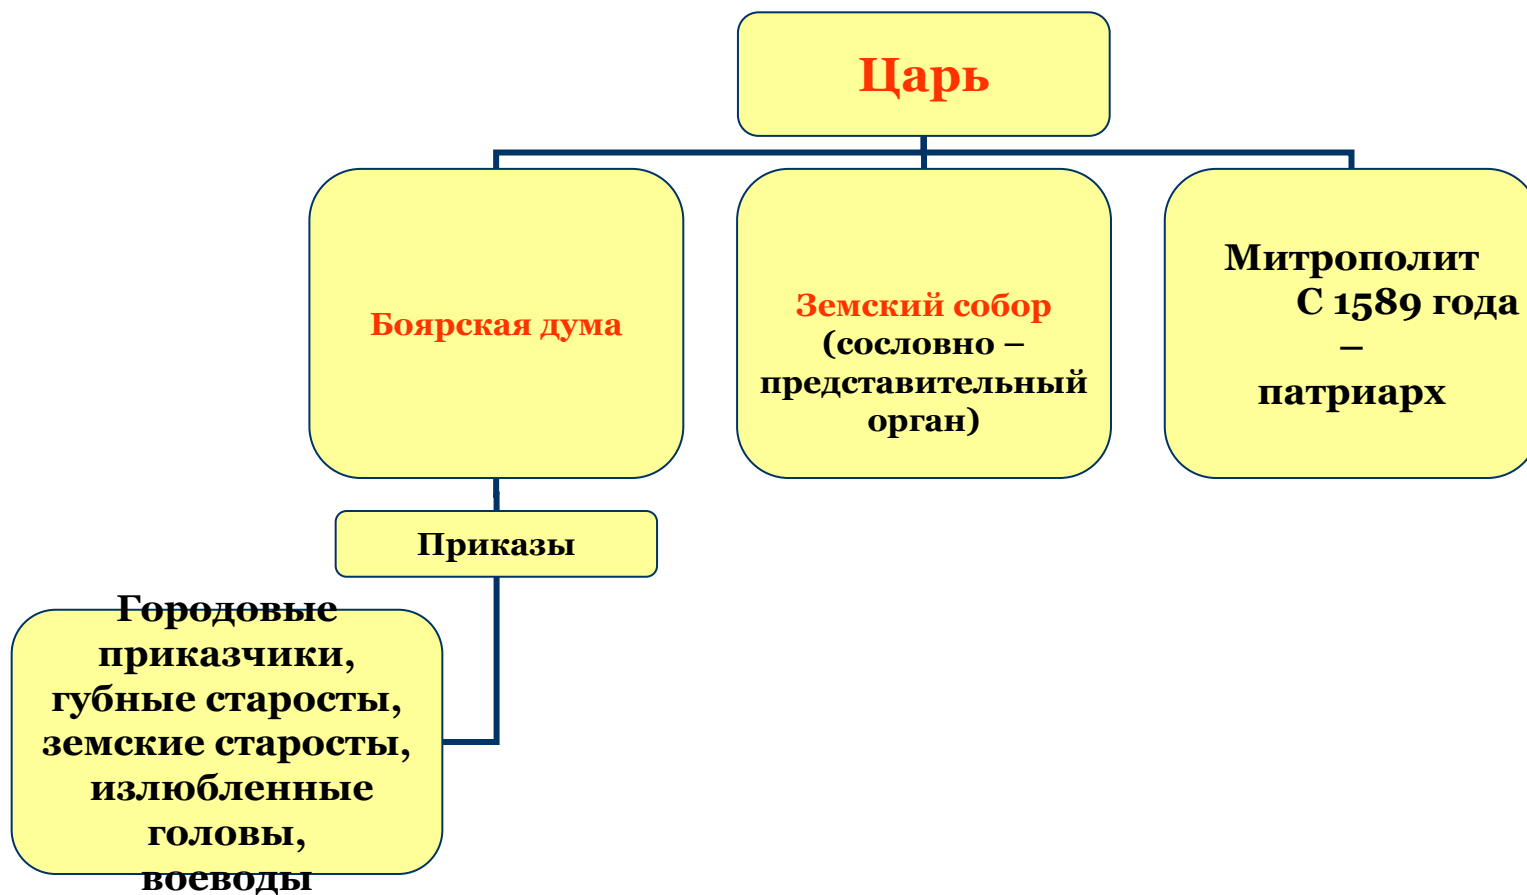 Царь
Боярская дума
Земский собор
(сословно –
представительный
орган)
Митрополит
С 1589 года
–
патриарх
Приказы
Городовые
приказчики,
губные старосты,
земские старосты,
излюбленные
головы,
воеводы